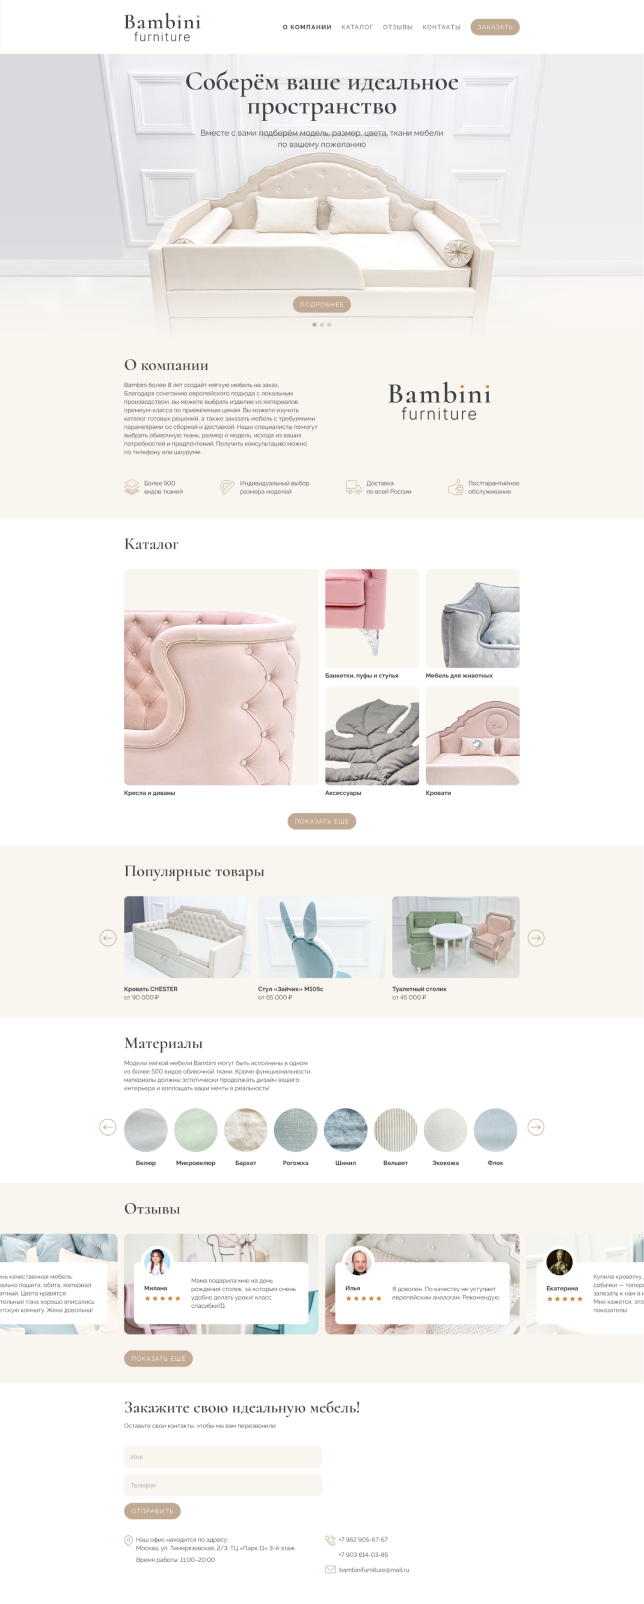 Bambini
furniture
О КОМПАНИИ КАТАЛОГ ОТЗЫВЫ КОНТАКТЫ ЗАКАЗАТЬ
Соберём ваше идеальное
пространство
Вместе с вами подберём модель, размер, цвета, ткани мебели
по вашему пожеланию
ПОДРОБНЕЕ
О компании
Bambini более 8 лет создаёт мягкую мебель на заказ.
Благодаря сочетанию европейского подхода с локальным
производством, вы можете выбрать изделие из материалов
премиум-класса по приемлемым ценам. Вы можете изучить
каталог готовых решений, а также заказать мебель с требуемыми
параметрами со сборкой и доставкой. Наши специалисты помогут
выбрать обивочную ткань, размер и модель, исходя из ваших
потребностей и предпочтений. Получить консультацию можно
по телефону или шоуруме.
Bambini
furniture
Более 500
видов тканей
Индивидуальный выбор
размера моделей
Доставка
по всей России
Постгарантийное
обслуживание
Каталог
Кресла и диваны
Банкетки, пуфы и стулья
Мебель для животных
Аксессуары
Кровати
ПОКАЗАТЬ ЕЩЁ
Популярные товары
Кровать CHESTER
от 90 000 ₽
Стул «Зайчик» M105c
от 65 000 ₽
Туалетный столик
от 45 000 ₽
Материалы
Модели мягкой мебели Bambini могут быть исполнены в одном
из более 500 видов обивочной ткани. Кроме функциональности,
материалы должны эстетически продолжать дизайн вашего
интерьера и воплощать ваши мечты в реальность!
Велюр Микровелюр Бархат Рогожка Шинил Вельвет Экокожа Флок
Отзывы
нь качественная мебель:
ально пошита, обита, материал
ятный. Цвета нравятся:
тельные тона хорошо вписались
етскую комнату. Жена довольна!
Милана
Мама подарила мне на день
рождения столик, за которым очень
удобно делать уроки! класс
спасибки!11
Илья
Я доволен. По качеству не уступает
европейским аналогам. Рекомендую
Екатерина
Купила кроватку
собачки — тепер
залезать к нам в
Мне кажется, это
показатель!
ПОКАЗАТЬ ЕЩЁ
Закажите свою идеальную мебель!
Оставьте свои контакты, чтобы мы вам перезвонили
Имя
Телефон
ОТПРАВИТЬ
Наш офис находится по адресу:
Москва, ул. Тимирязевская, 2/3, ТЦ «Парк 11» 3-й этаж.
Время работы: 11:00–20:00
+7 962 905-67-67
+7 903 614-03-85
bambinifurniture@mail.ru